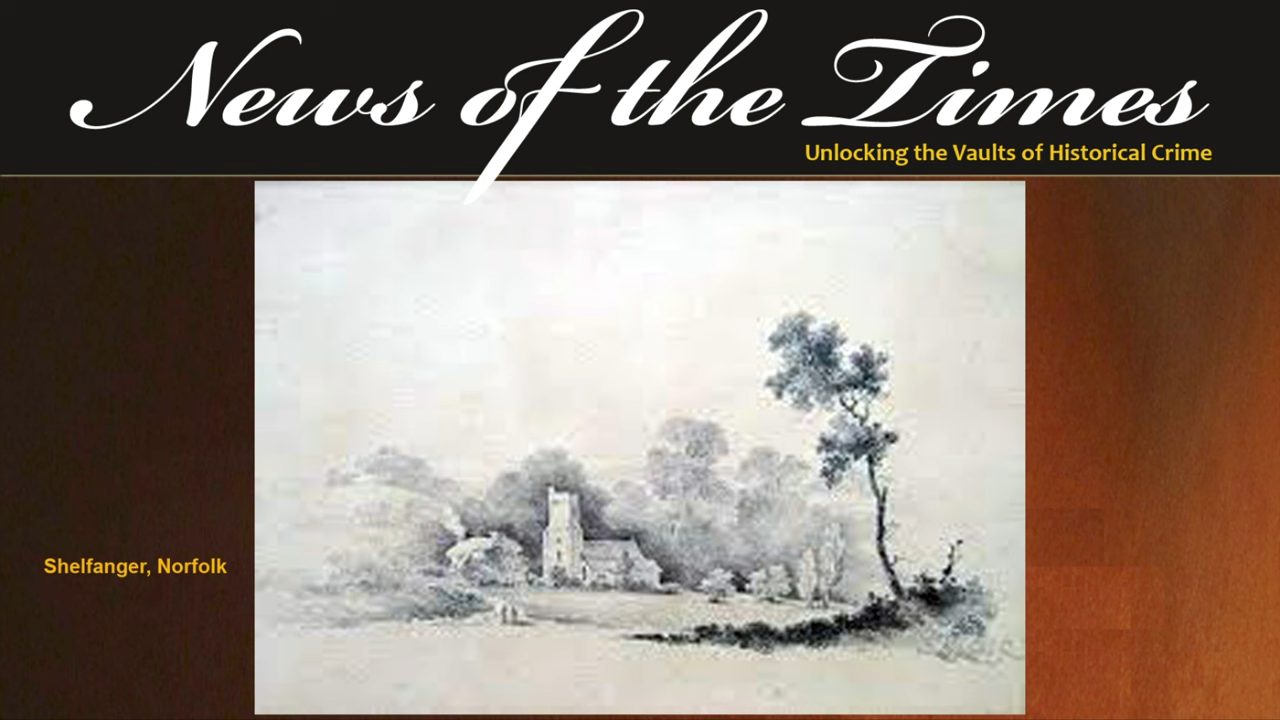 News of the Times
Unlocking the Vaults of Historical Crime
Shelfanger, Norfolk